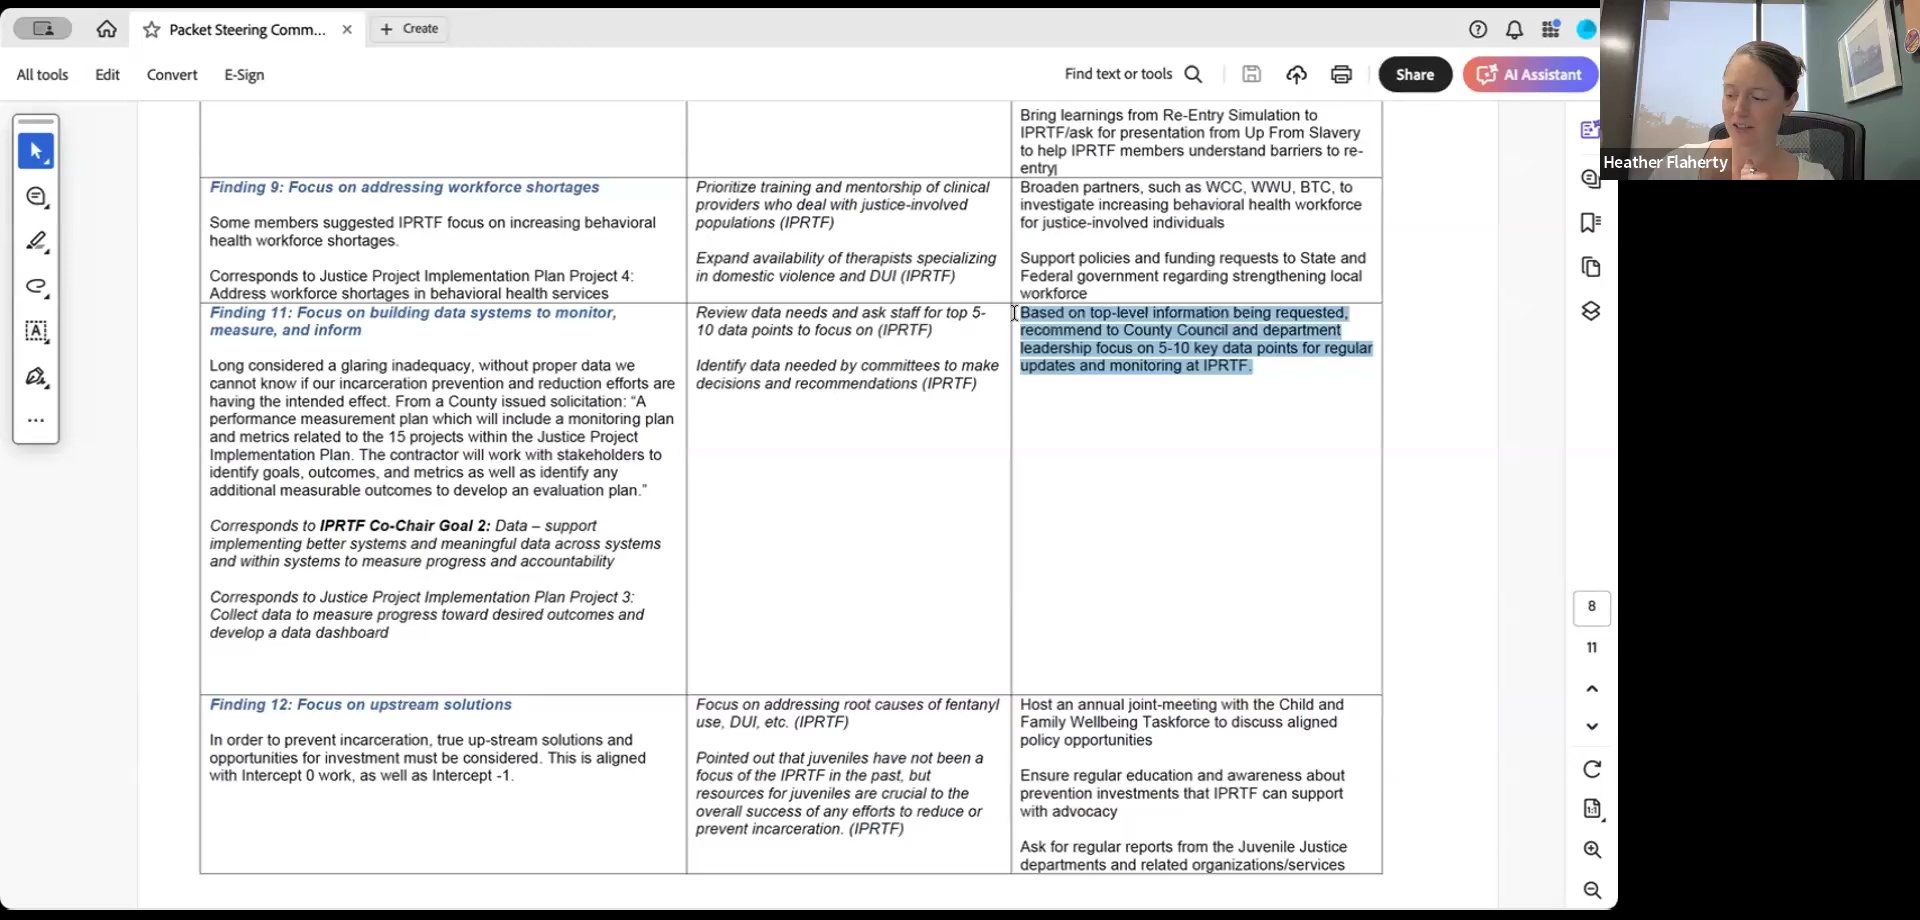 Packet Steering Comm...
Create
All tools
Edit
Convert
E-Sign
Find text or tools
Share
AI Assistant
Heather Flaherty
Bring learnings from Re-Entry Simulation to
IPRTF/ask for presentation from Up From Slavery
to help IPRTF members understand barriers to re-
entry
Finding 9: Focus on addressing workforce shortages
Some members suggested IPRTF focus on increasing behavioral
health workforce shortages.
Corresponds to Justice Project Implementation Plan Project 4:
Address workforce shortages in behavioral health services
Prioritize training and mentorship of clinical
providers who deal with justice-involved
populations (IPRTF)
Expand availability of therapists specializing
in domestic violence and DUI (IPRTF)
Broaden partners, such as WCC, WWU, BTC, to
investigate increasing behavioral health workforce
for justice-involved individuals
Support policies and funding requests to State and
Federal government regarding strengthening local
workforce
Finding 11: Focus on building data systems to monitor,
measure, and inform
Long considered a glaring inadequacy, without proper data we
cannot know if our incarceration prevention and reduction efforts are
having the intended effect. From a County issued solicitation: “A
performance measurement plan which will include a monitoring plan
and metrics related to the 15 projects within the Justice Project
Implementation Plan. The contractor will work with stakeholders to
identify goals, outcomes, and metrics as well as identify any
additional measurable outcomes to develop an evaluation plan.”
Corresponds to IPRTF Co-Chair Goal 2: Data – support
implementing better systems and meaningful data across systems
and within systems to measure progress and accountability
Corresponds to Justice Project Implementation Plan Project 3:
Collect data to measure progress toward desired outcomes and
develop a data dashboard
Review data needs and ask staff for top 5-
10 data points to focus on (IPRTF)
Identify data needed by committees to make
decisions and recommendations (IPRTF)
Based on top-level information being requested,
recommend to County Council and department
leadership focus on 5-10 key data points for regular
updates and monitoring at IPRTF.
Finding 12: Focus on upstream solutions
In order to prevent incarceration, true up-stream solutions and
opportunities for investment must be considered. This is aligned
with Intercept 0 work, as well as Intercept -1.
Focus on addressing root causes of fentanyl
use, DUI, etc. (IPRTF)
Pointed out that juveniles have not been a
focus of the IPRTF in the past, but
resources for juveniles are crucial to the
overall success of any efforts to reduce or
prevent incarceration. (IPRTF)
Host an annual joint-meeting with the Child and
Family Wellbeing Taskforce to discuss aligned
policy opportunities
Ensure regular education and awareness about
prevention investments that IPRTF can support
with advocacy
Ask for regular reports from the Juvenile Justice
departments and related organizations/services
8
11